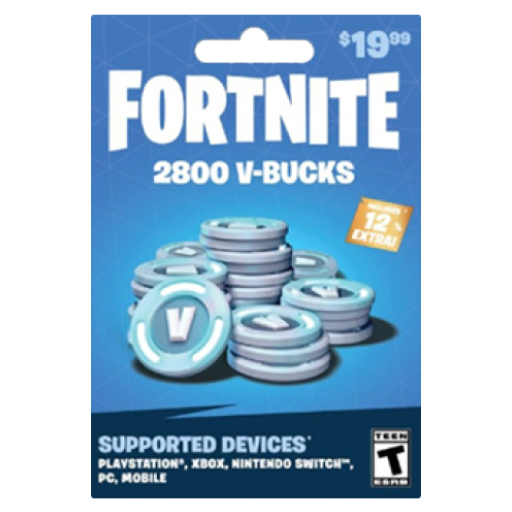 $19.99
FORTNITE
2800 V-BUCKS
INCLUDES
12%
EXTRA!
V
V
SUPPORTED DEVICES*
PLAYSTATION®, XBOX, NINTENDO SWITCH™,
PC, MOBILE
TEEN
T
ESRB